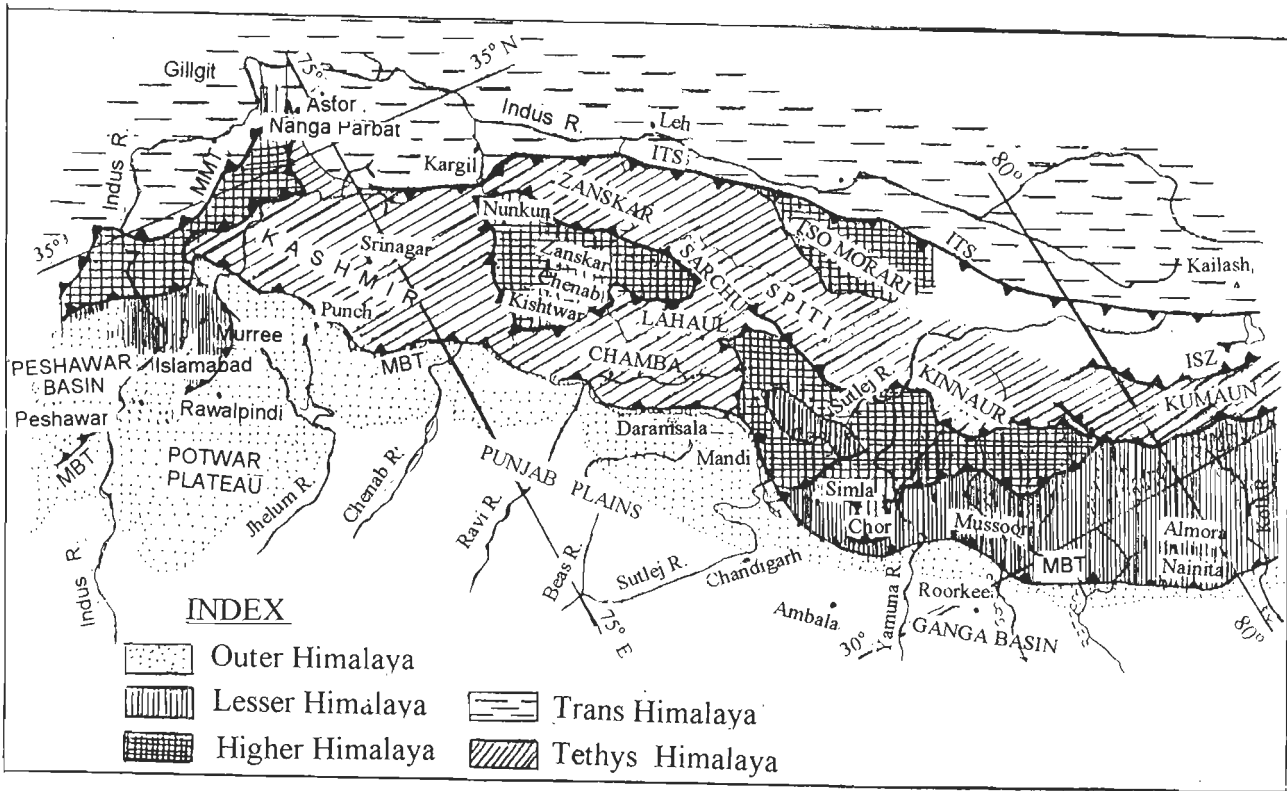 Gillgit
75°
35° N
Astor
Nanga Parbat
Indus R.
Leh
ITS
Indus R
MMT
Kargil
80°
ZANSKAR
Nunkun
TSO MORARI
ITS
Kailash
35°
KASHMIR
Srinagar
Zanskar
Chenab
Kishtwar
SARCHU
SPITI
LAHAUL
Punch
Murree
Islamabad
PESHAWAR
BASIN
MBT
CHAMBA
Sutlej R.
KINNAUR
ISZ
KUMAUN
Peshawar
Rawalpindi
Daramsala
Mandi
MBT
POTWAR
PLATEAU
Jhelum R.
Chenab R.
PUNJAB PLAINS
Simla
Chor
Mussoori
Almora
Nainita
Kali R
Ravi R.
Beas R.
Sutlej R.
Chandigarh
MBT
Indus R
Yamuna R.
Roorkee
Ambala
GANGA BASIN
30°
75° E
80°
INDEX
Outer Himalaya
Lesser Himalaya
Trans Himalaya
Higher Himalaya
Tethys Himalaya